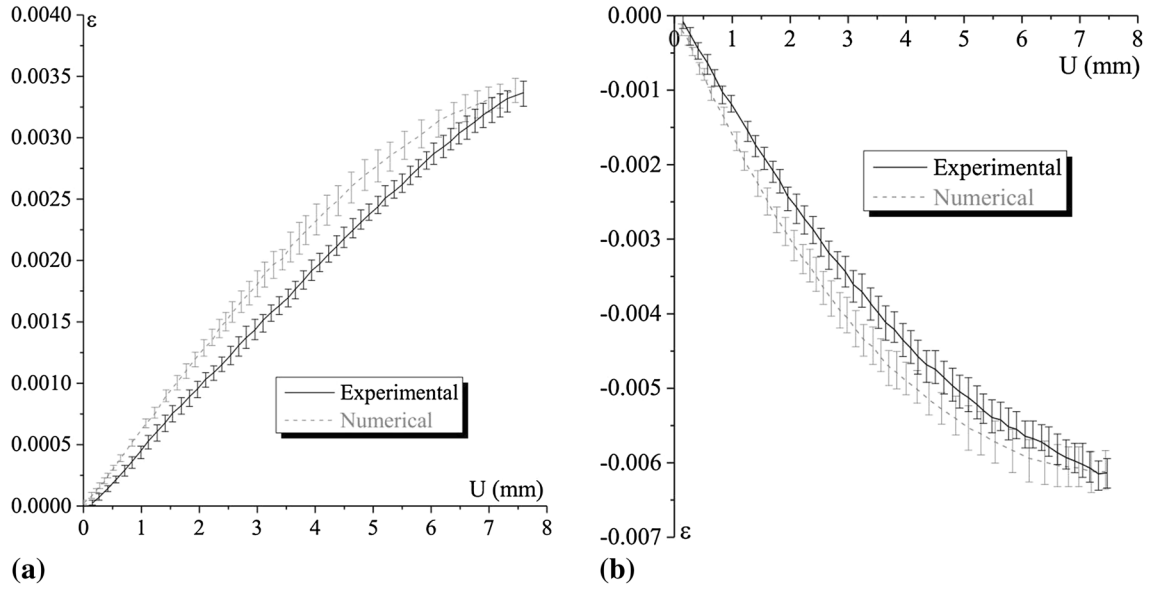 0.0040
ε
0.0035
0.0030
0.0025
0.0020
0.0015
0.0010
0.0005
0.0000
Experimental
Numerical
U (mm)
0 1 2 3 4 5 6 7 8
(a)
0.000
0 1 2 3 4 5 6 7 8
U (mm)
-0.001
-0.002
-0.003
-0.004
-0.005
-0.006
-0.007
Experimental
Numerical
ε
(b)